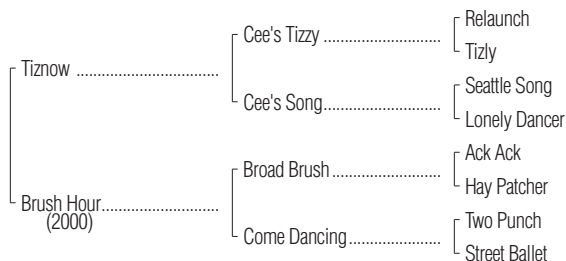 Relaunch
Cee's Tizzy
Tizly
Tiznow
Seattle Song
Cee's Song
Lonely Dancer
Ack Ack
Broad Brush
Hay Patcher
Brush Hour
(2000)
Two Punch
Come Dancing
Street Ballet